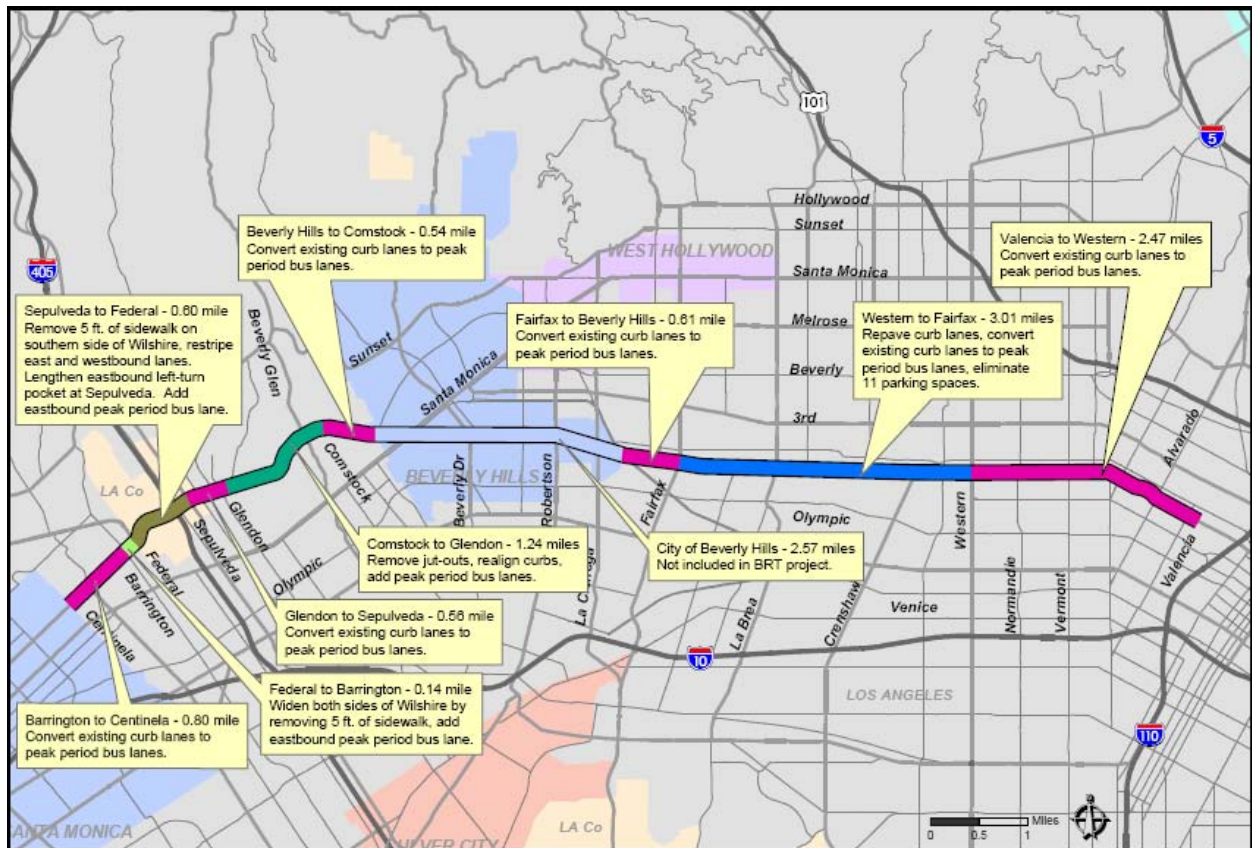 101
5
Hollywood
Sunset
Beverly Hills to Comstock - 0.54 mile
Convert existing curb lanes to peak
period bus lanes.
Valencia to Western - 2.47 miles
Convert existing curb lanes to
peak period bus lanes.
WEST HOLLYWOOD
405
Santa Monica
Sepulveda to Federal - 0.60 mile
Remove 5 ft. of sidewalk on
southern side of Wilshire, restripe
east and westbound lanes.
Lengthen eastbound left-turn
pocket at Sepulveda. Add
eastbound peak period bus lane.
Beverly Glen
Sunset
Santa Monica
Fairfax to Beverly Hills - 0.61 mile
Convert existing curb lanes to
peak period bus lanes.
Melrose
Beverly
3rd
Western to Fairfax - 3.01 miles
Repave curb lanes, convert
existing curb lanes to peak
period bus lanes, eliminate
11 parking spaces.
Alvarado
LA Co
Comstock
BEVERLY HILLS
Beverly Dr
Robertson
Fairfax
Western
Glendon
Sepulveda
Olympic
Olympic
Federal
Barrington
Comstock to Glendon - 1.24 miles
Remove jut-outs, realign curbs,
add peak period bus lanes.
City of Beverly Hills - 2.57 miles
Not included in BRT project.
Valencia
Glendon to Sepulveda - 0.56 mile
Convert existing curb lanes to
peak period bus lanes.
La Brea
Crenshaw
Venice
Normandie
Vermont
10
Federal to Barrington - 0.14 mile
Widen both sides of Wilshire by
removing 5 ft. of sidewalk, add
eastbound peak period bus lane.
Barrington to Centinela - 0.80 mile
Convert existing curb lanes to
peak period bus lanes.
LOS ANGELES
110
LA Co
0 0.5 1 Miles